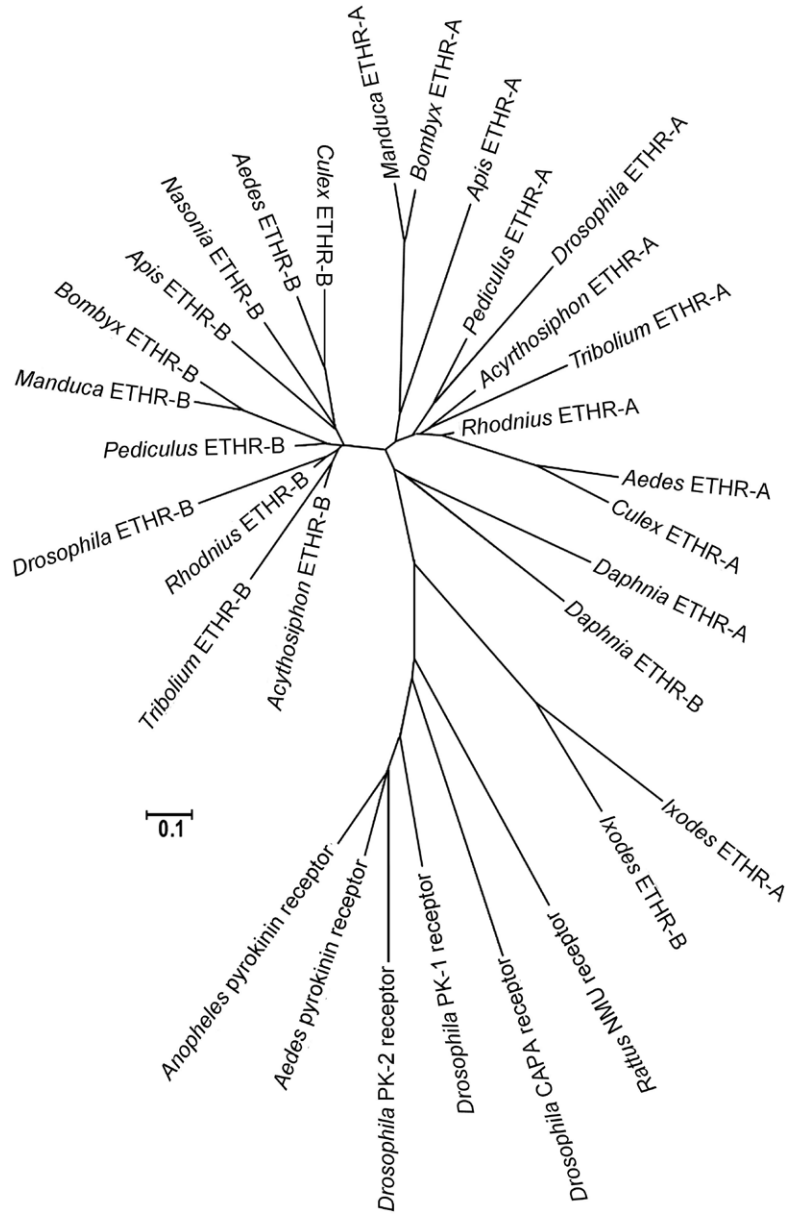 Manduca ETHR-A
Bombyx ETHR-A
Apis ETHR-A
Pediculus ETHR-A
Drosophila ETHR-A
Acyrthosiphon ETHR-A
Tribolium ETHR-A
Rhodnius ETHR-A
Aedes ETHR-A
Culex ETHR-A
Daphnia ETHR-A
Daphnia ETHR-B
Ixodes ETHR-A
Ixodes ETHR-B
Rattus NMU receptor
Drosophila CAPA receptor
Drosophila PK-1 receptor
Drosophila PK-2 receptor
Aedes pyrokinin receptor
Anopheles pyrokinin receptor
0.1
Acythosiphon ETHR-B
Tribolium ETHR-B
Rhodnius ETHR-B
Drosophila ETHR-B
Pediculus ETHR-B
Manduca ETHR-B
Bombyx ETHR-B
Apis ETHR-B
Nasonia ETHR-B
Aedes ETHR-B
Culex ETHR-B